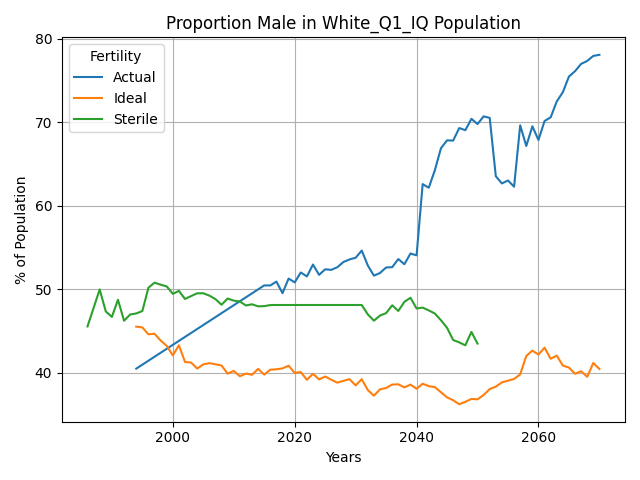 Proportion Male in White_Q1_IQ Population
Fertility
Actual
Ideal
Sterile
% of Population
80
70
60
50
40
2000
2020
2040
2060
Years